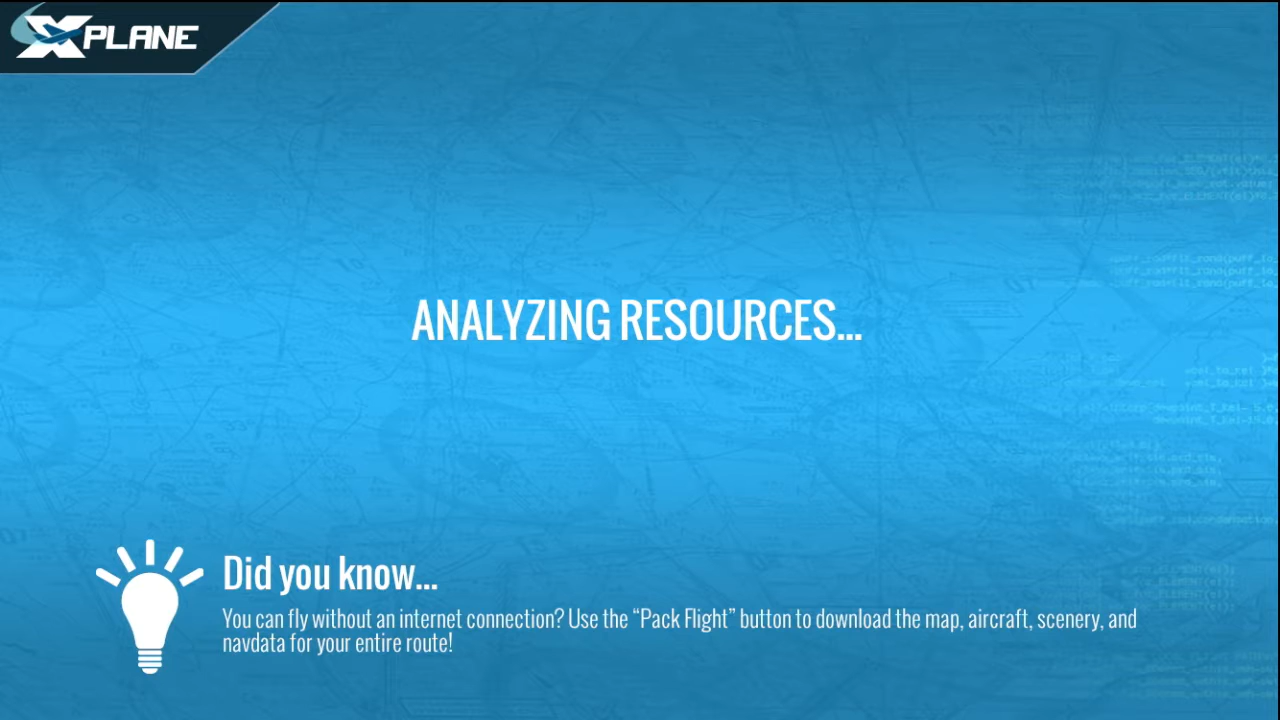 X PLANE
ANALYZING RESOURCES...
Did you know...
You can fly without an internet connection? Use the “Pack Flight” button to download the map, aircraft, scenery, and
navdata for your entire route!